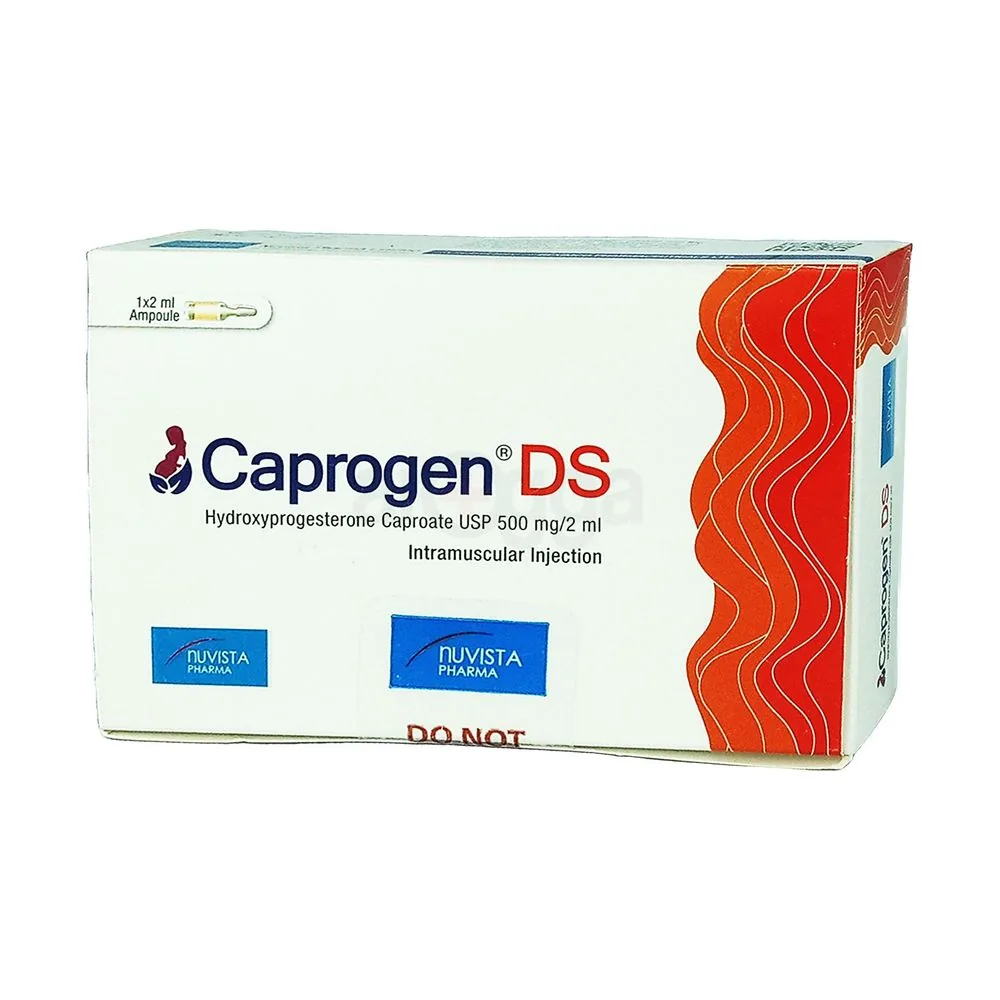 1x2 ml
Ampoule
Caprogen® DS
Hydroxyprogesterone Caproate USP 500 mg/2 ml
Intramuscular Injection
nuvista
PHARMA
nuvista
PHARMA
DO NOT
nuvista
Caprogen® DS